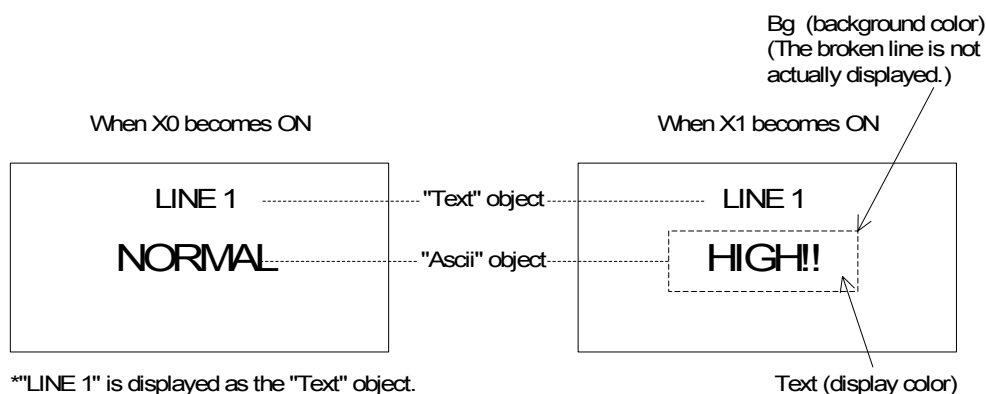 Bg (background color)
(The broken line is not
actually displayed.)
When X0 becomes ON
When X1 becomes ON
LINE 1
"Text" object
LINE 1
NORMAL
"Ascii" object
HIGH!!
*"LINE 1" is displayed as the "Text" object.
Text (display color)